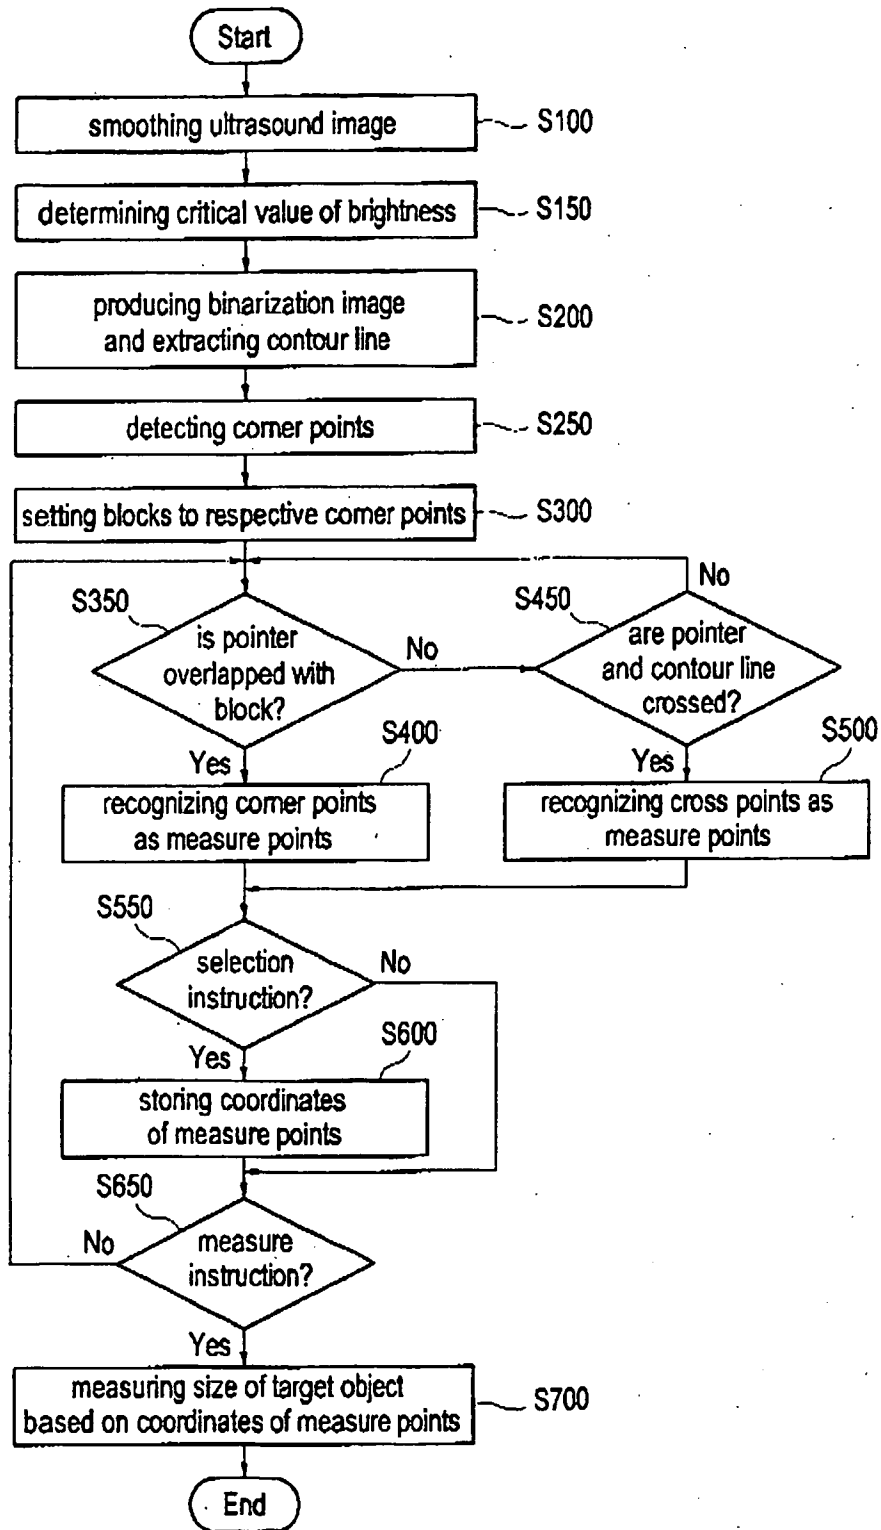 Start
smoothing ultrasound image
S100
determining critical value of brightness
S150
producing binarization image
and extracting contour line
S200
detecting corner points
S250
setting blocks to respective corner points
S300
S350
is pointer
overlapped with
block?
No
Yes
S450
are pointer
and contour line
crossed?
No
Yes
S400
recognizing corner points
as measure points
S500
recognizing cross points as
measure points
S550
selection
instruction?
No
Yes
S600
storing coordinates
of measure points
S650
measure
instruction?
No
Yes
measuring size of target object
based on coordinates of measure points
S700
End